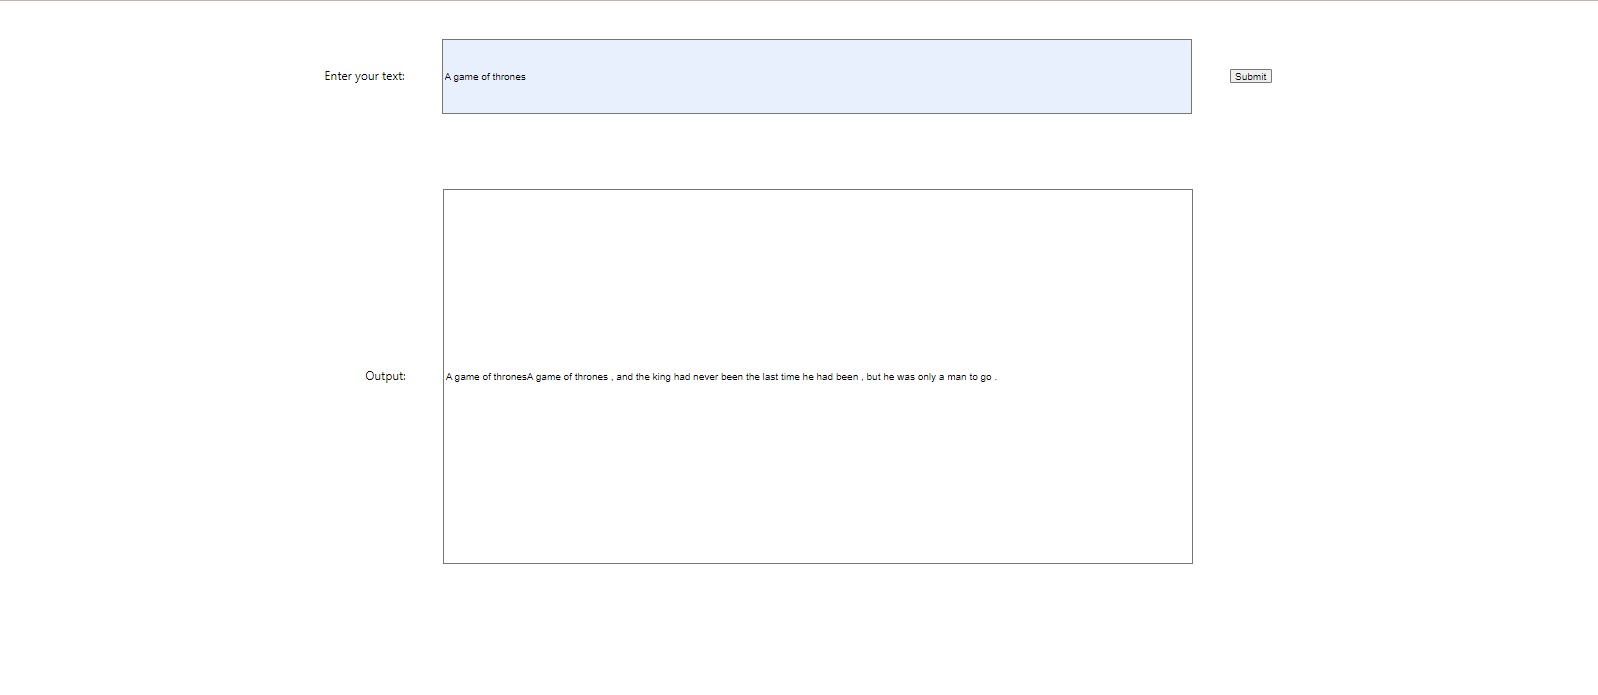 Enter your text:
A game of thrones
Submit
Output:
A game of thronesA game of thrones , and the king had never been the last time he had been , but he was only a man to go .